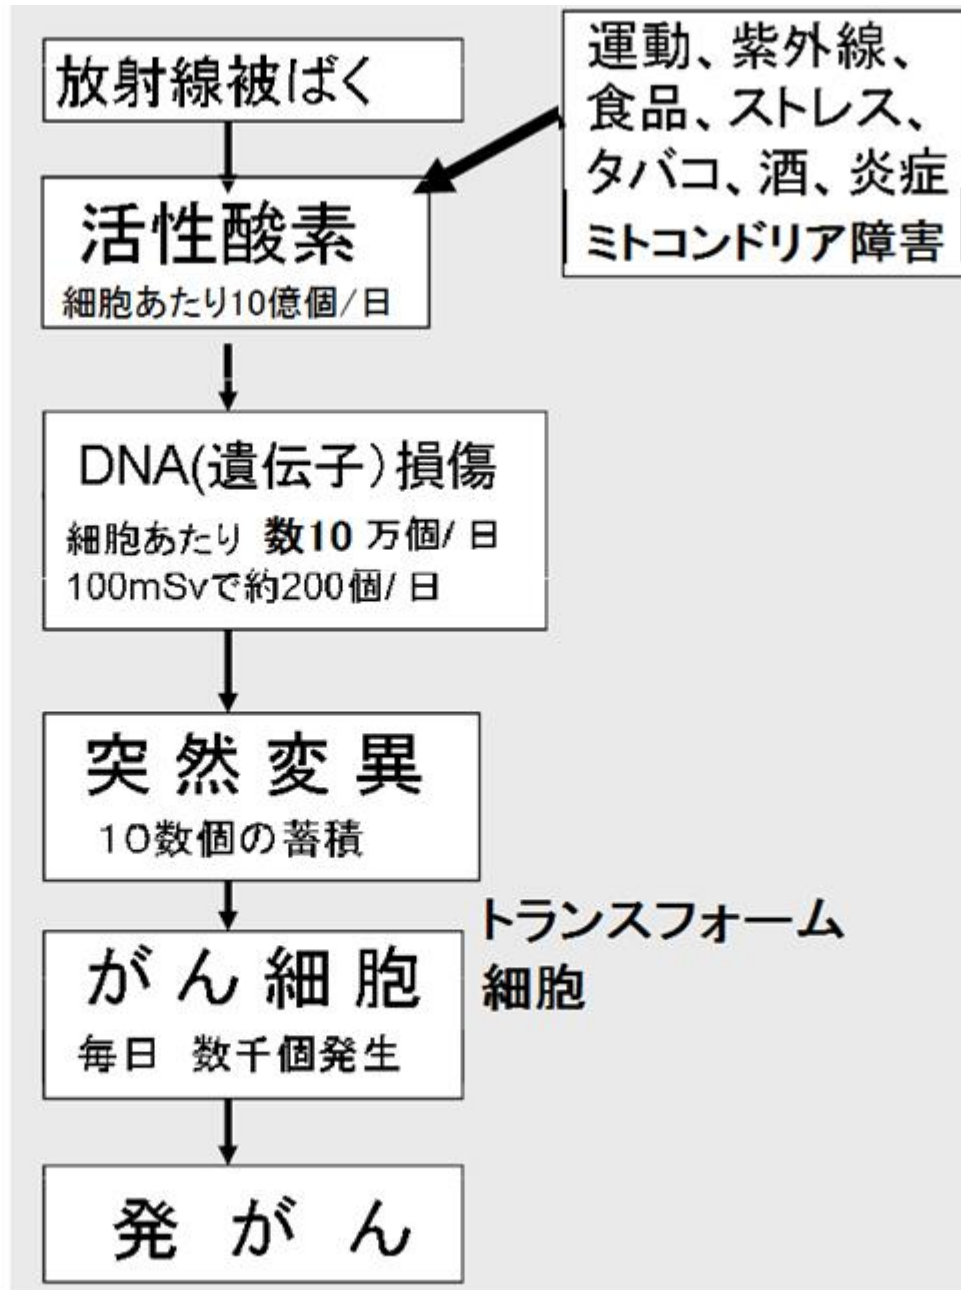 放射線被ばく
運動、紫外線、
食品、ストレス、
タバコ、酒、炎症
ミトコンドリア障害
活性酸素
細胞あたり10億個/日
DNA(遺伝子)損傷
細胞あたり 数10 万個/ 日
100mSvで約200個/ 日
突 然 変 異
10数個の蓄積
が ん 細 胞
毎日 数千個発生
トランスフォーム
細胞
発 が ん